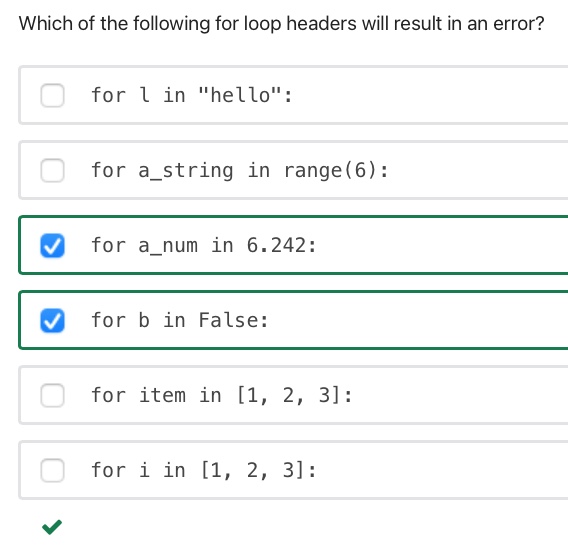 Which of the following for loop headers will result in an error?
for l in "hello":
for a_string in range(6):
for a_num in 6.242:
for b in False:
for item in [1, 2, 3]:
for i in [1, 2, 3]: